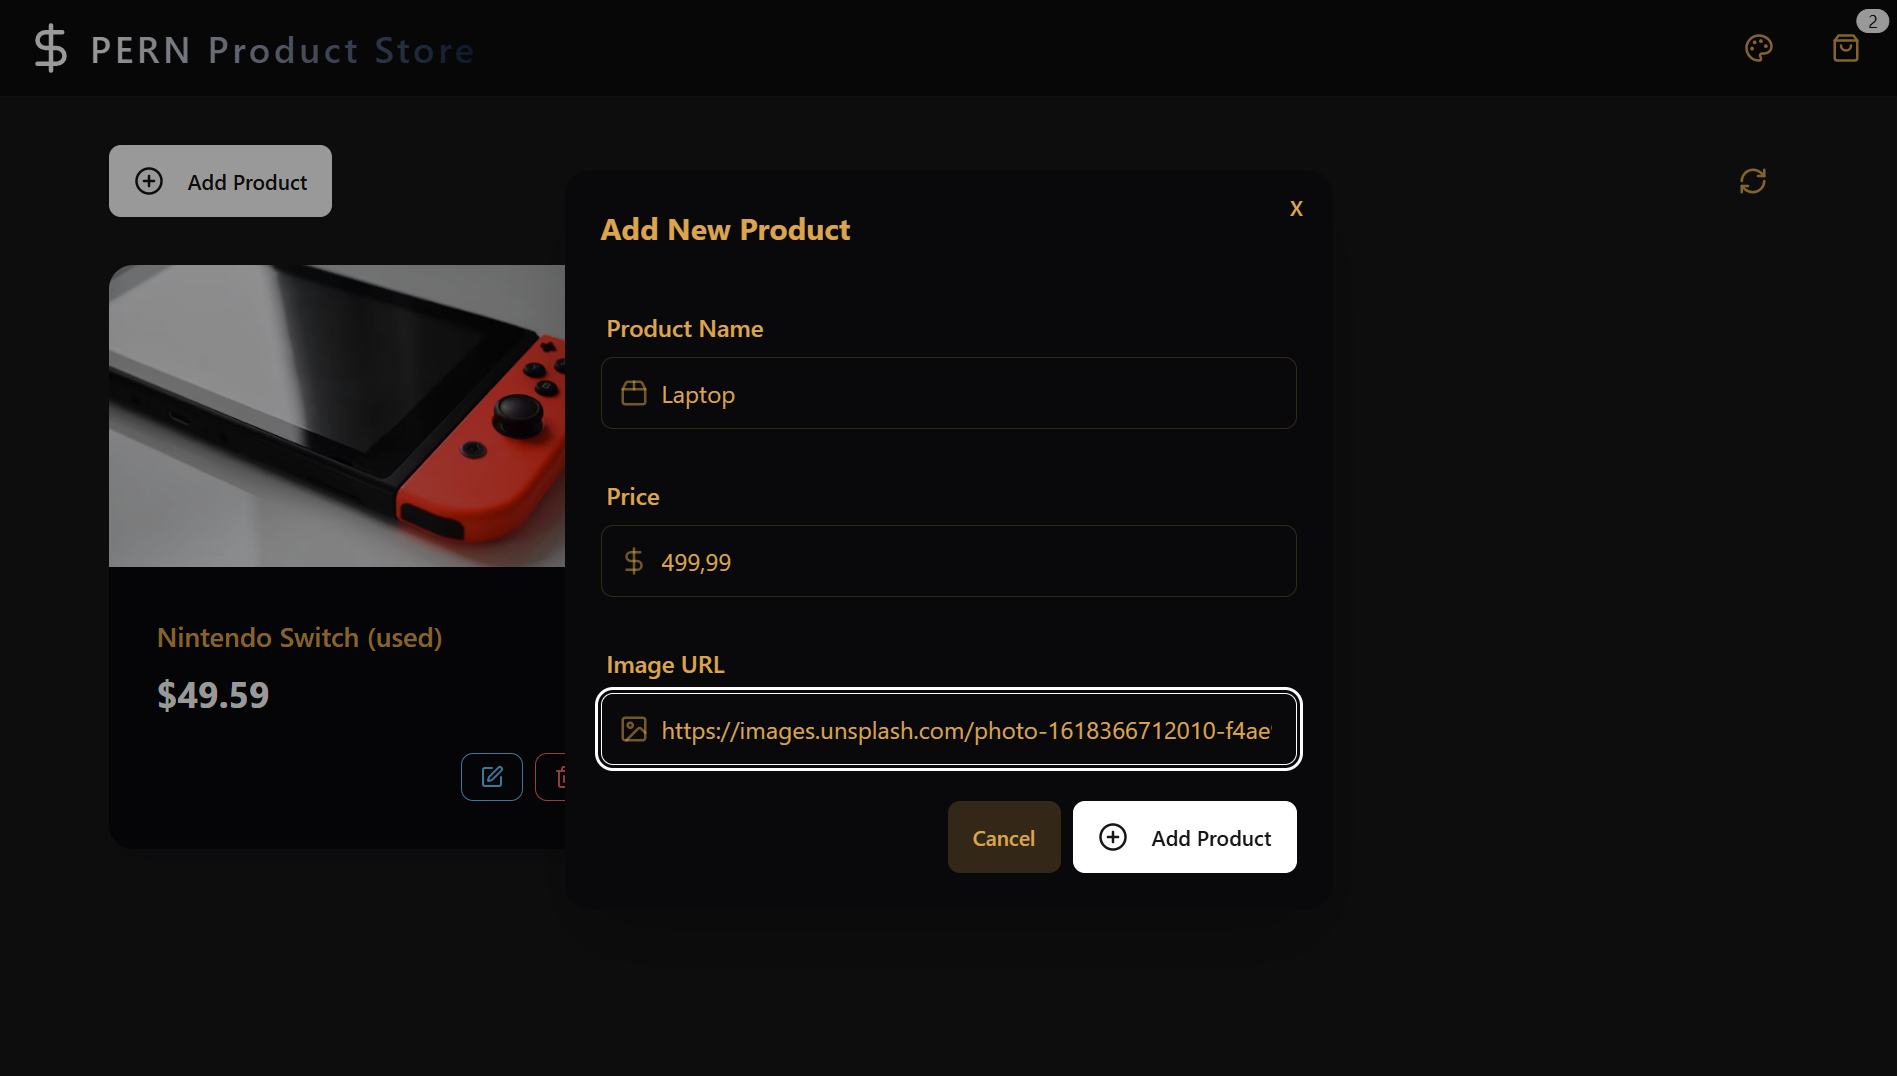 PERN Product Store
2
Add Product
Add New Product
X
Product Name
Laptop
Price
$ 499,99
Image URL
https://images.unsplash.com/photo-1618366712010-f4ae
Cancel
Add Product
Nintendo Switch (used)
$49.59